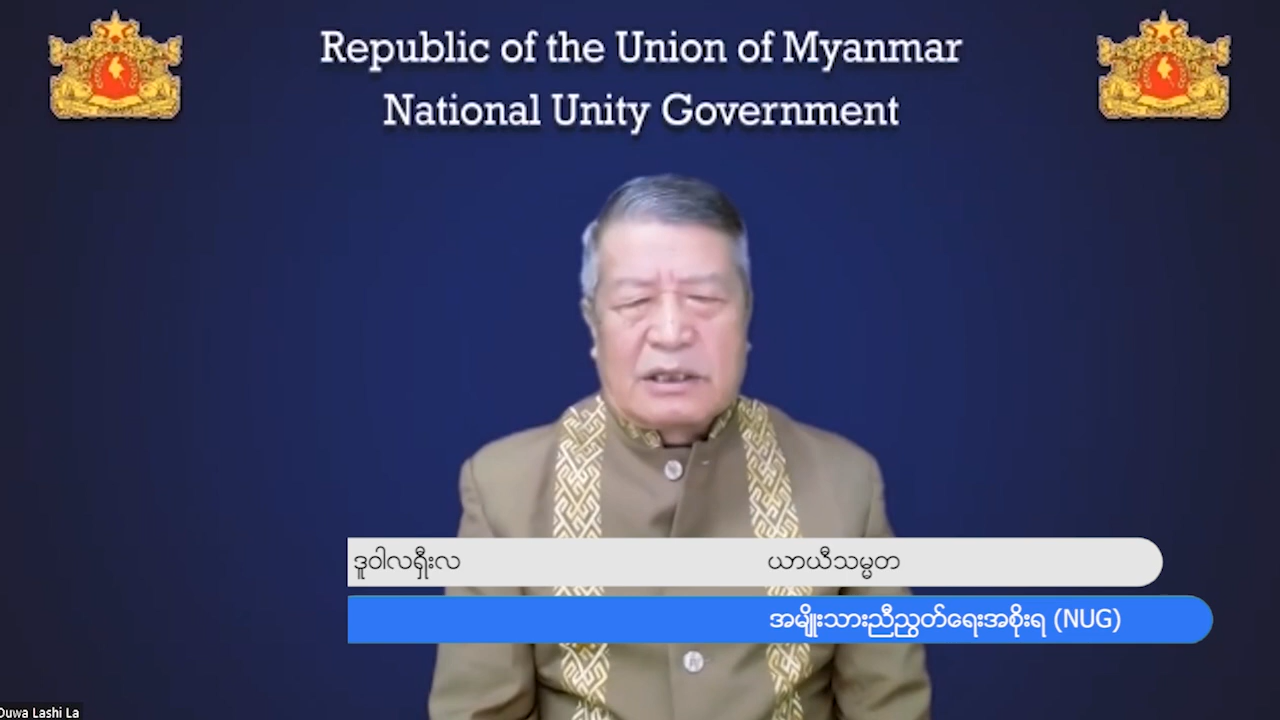 Republic of the Union of Myanmar
National Unity Government
ဒူဝါလရှီးလ ယာယီသမ္မတ
အမျိုးသားညီညွတ်ရေးအစိုးရ (NUG)
Duwa Lashi La